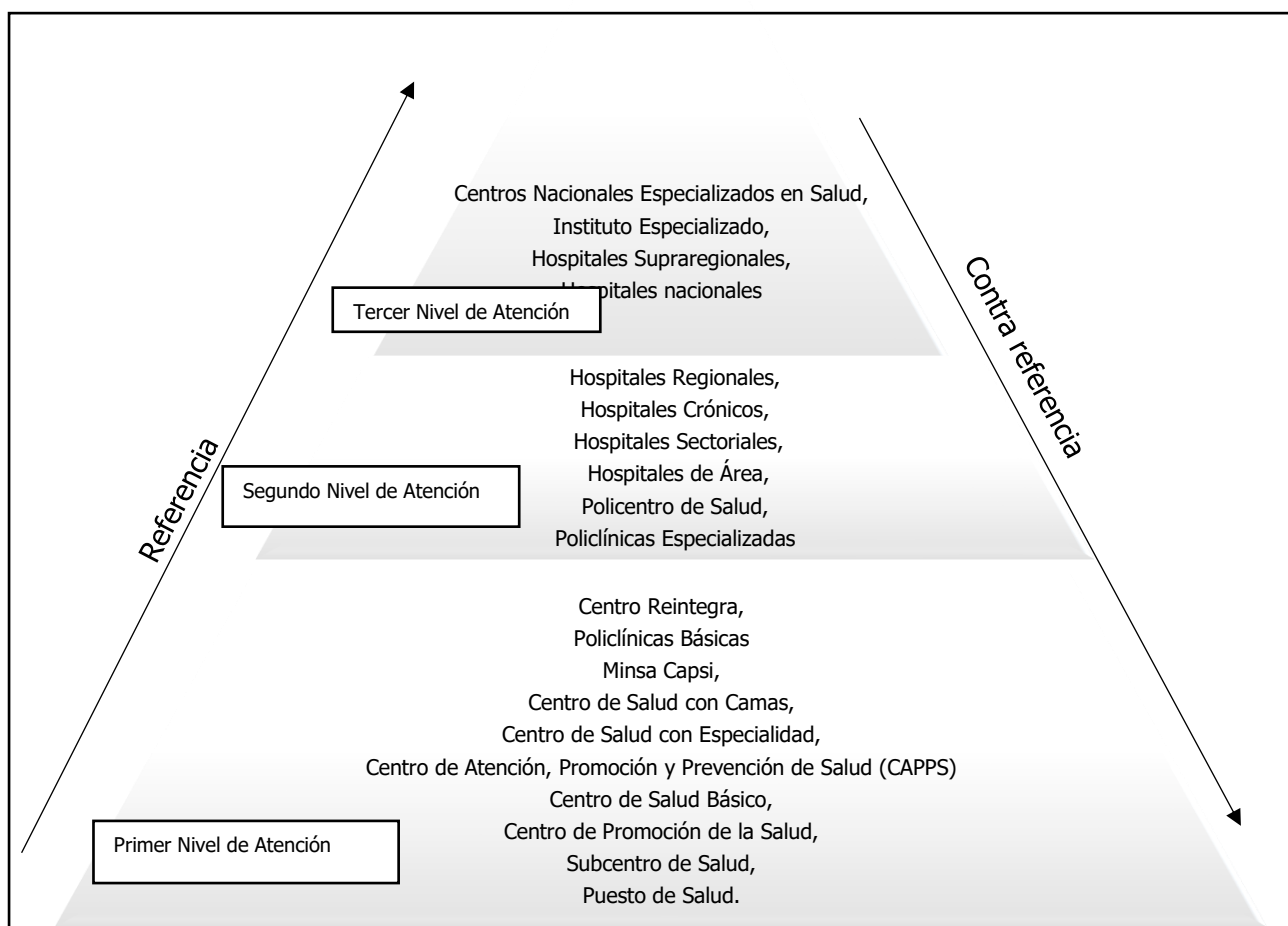 Centros Nacionales Especializados en Salud,
Instituto Especializado,
Hospitales Supraregionales,
nacionales
Tercer Nivel de Atención
Contra referencia
Hospitales Regionales,
Hospitales Crónicos,
Hospitales Sectoriales,
Hospitales de Área,
Policentro de Salud,
Policlínicas Especializadas
Segundo Nivel de Atención
Referencia
Centro Reintegra,
Policlínicas Básicas
Minsa Capsi,
Centro de Salud con Camas,
Centro de Salud con Especialidad,
Centro de Atención, Promoción y Prevención de Salud (CAPPS)
Centro de Salud Básico,
Centro de Promoción de la Salud,
Subcentro de Salud,
Puesto de Salud.
Primer Nivel de Atención